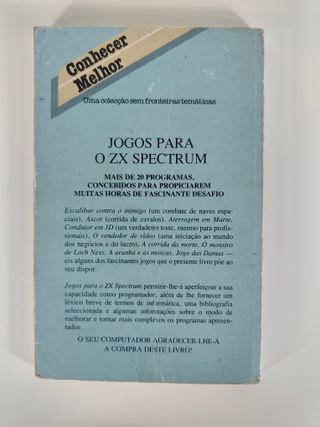 Conhecer
Melhor
Uma colecção sem fronteiras temáticas
JOGOS PARA
O ZX SPECTRUM
MAIS DE 20 PROGRAMAS,
CONCEBIDOS PARA PROPICIAREM
MUITAS HORAS DE FASCINANTE DESAFIO
Excalibur contra o inimigo (um combate de naves espa-
ciais), Ascot (corrida de cavalos), Aterragem em Marte,
Condutor em 3D (um verdadeiro teste, mesmo para profis-
sionais), O vendedor de vídeo (uma iniciação ao mundo
dos negócios e do lucro), A corrida da morte, O monstro
de Loch Ness, A aranha e as moscas, Jogo das Damas —
eis alguns dos fascinantes jogos que o presente livro põe ao
seu dispor.
Jogos para o ZX Spectrum permitir-lhe-á aperfeiçoar a sua
capacidade como programador, além de lhe fornecer um
léxico breve de termos de informática, uma bibliografia
seleccionada e algumas informações sobre o modo de
melhorar e tornar mais complexos os programas apresen-
tados.
O SEU COMPUTADOR AGRADECER-LHE-Á
A COMPRA DESTE LIVRO!